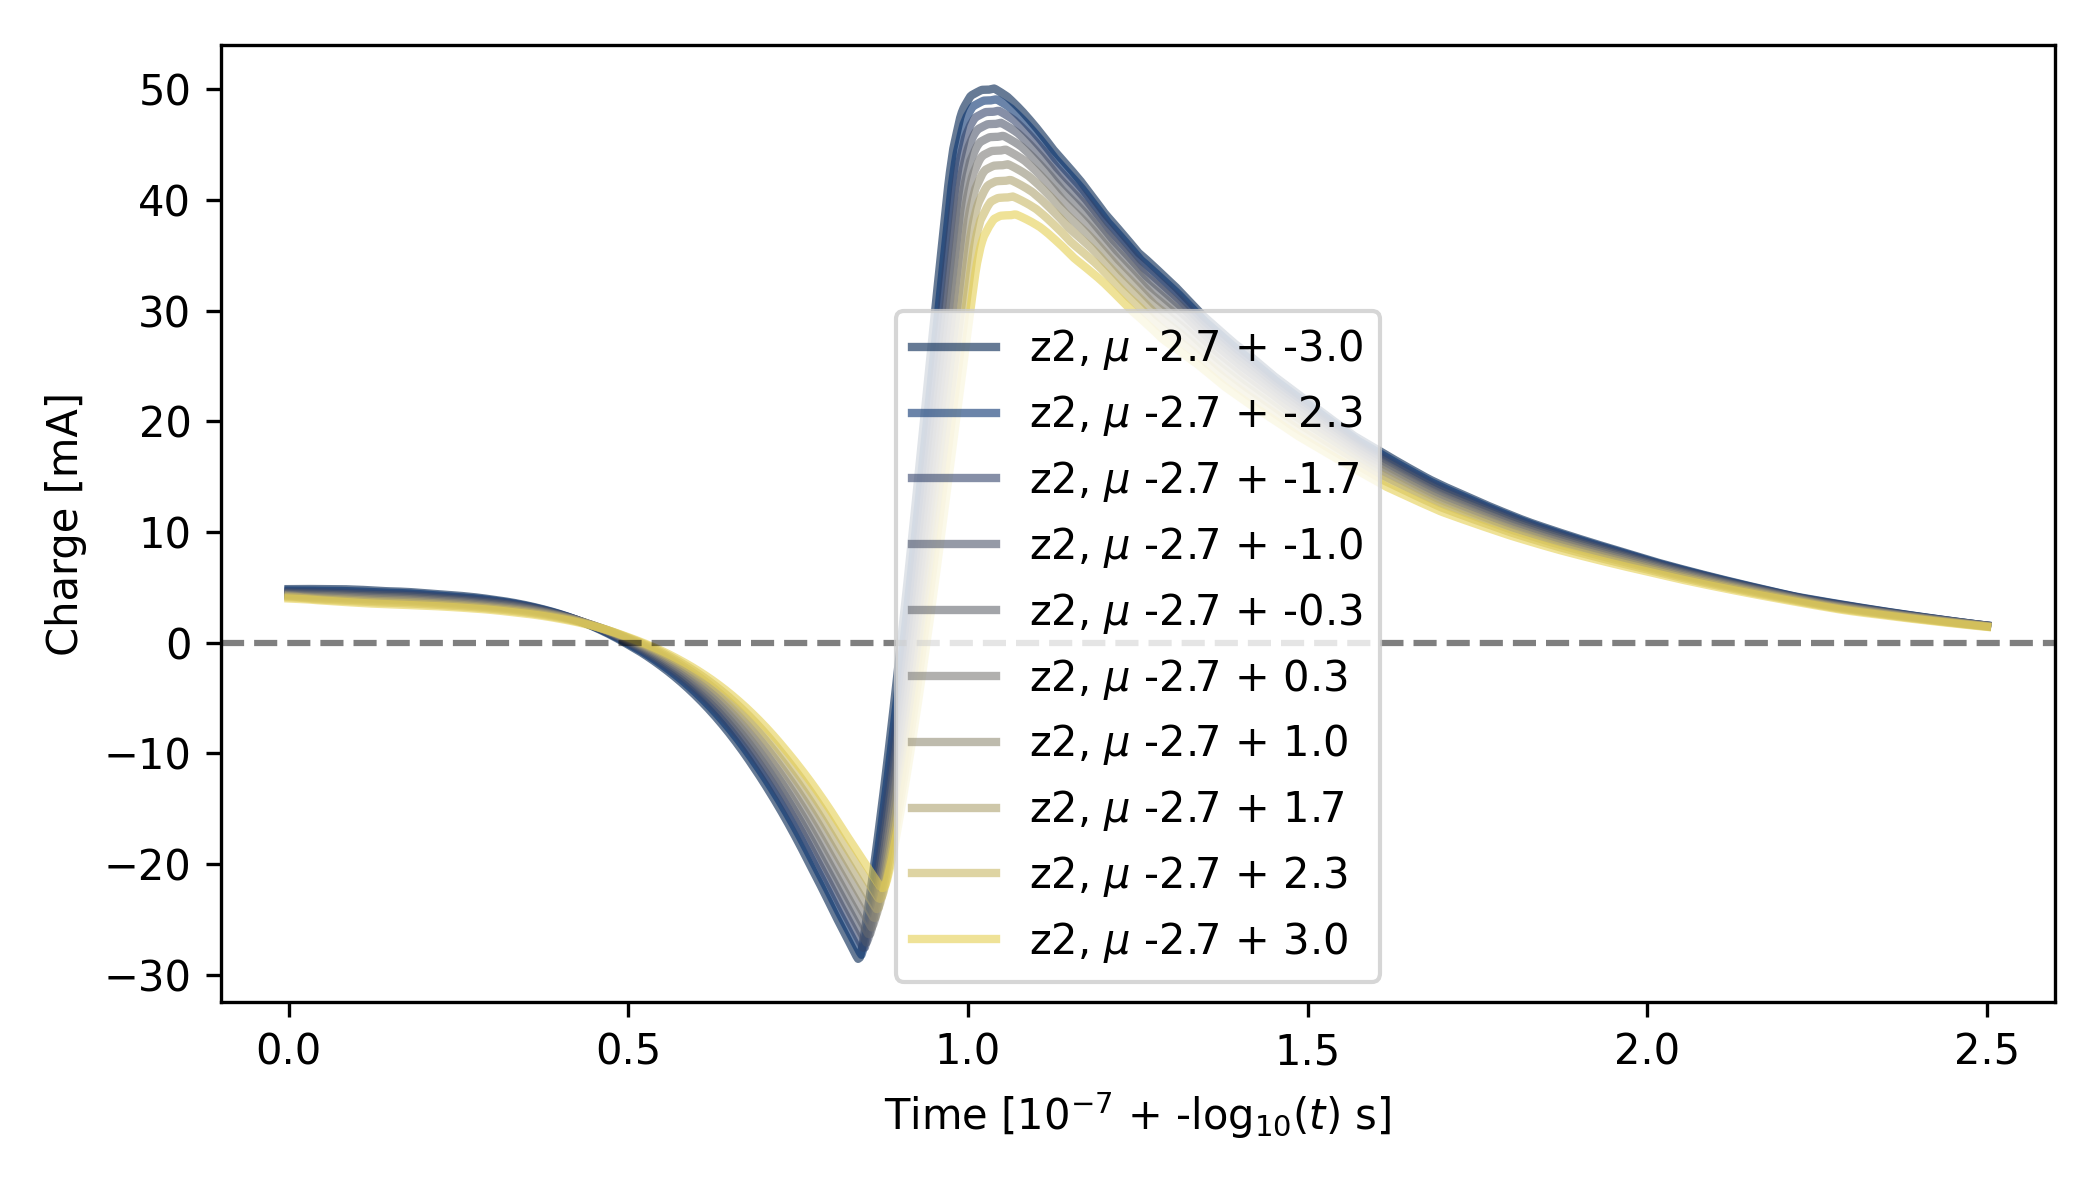 50
40
30
20
10
0
−10
−20
−30
Charge [mA]
z2, μ -2.7 + -3.0
z2, μ -2.7 + -2.3
z2, μ -2.7 + -1.7
z2, μ -2.7 + -1.0
z2, μ -2.7 + -0.3
z2, μ -2.7 + 0.3
z2, μ -2.7 + 1.0
z2, μ -2.7 + 1.7
z2, μ -2.7 + 2.3
z2, μ -2.7 + 3.0
0.0 0.5 1.0 1.5 2.0 2.5
Time [10⁻⁷ + -log₁₀(t) s]